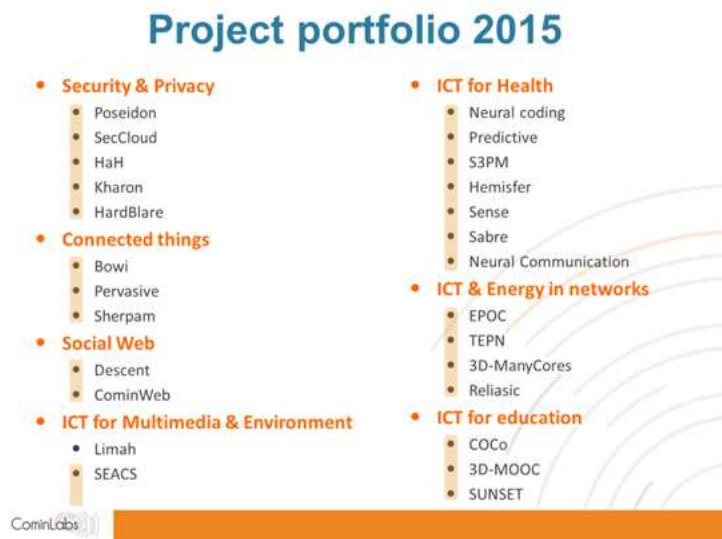 Project portfolio 2015
• Security & Privacy
• Poseidon
• SecCloud
• HaH
• Kharon
• HardBlare
• Connected things
• Bowi
• Pervasive
• Sherpam
• Social Web
• Descent
• CominWeb
• ICT for Multimedia & Environment
• Limah
• SEACS
• ICT for Health
• Neural coding
• Predictive
• S3PM
• Hemisfer
• Sense
• Sabre
• Neural Communication
• ICT & Energy in networks
• EPOC
• TEPN
• 3D-ManyCores
• Reliasic
• ICT for education
• COCo
• 3D-MOOC
• SUNSET
CominLabs